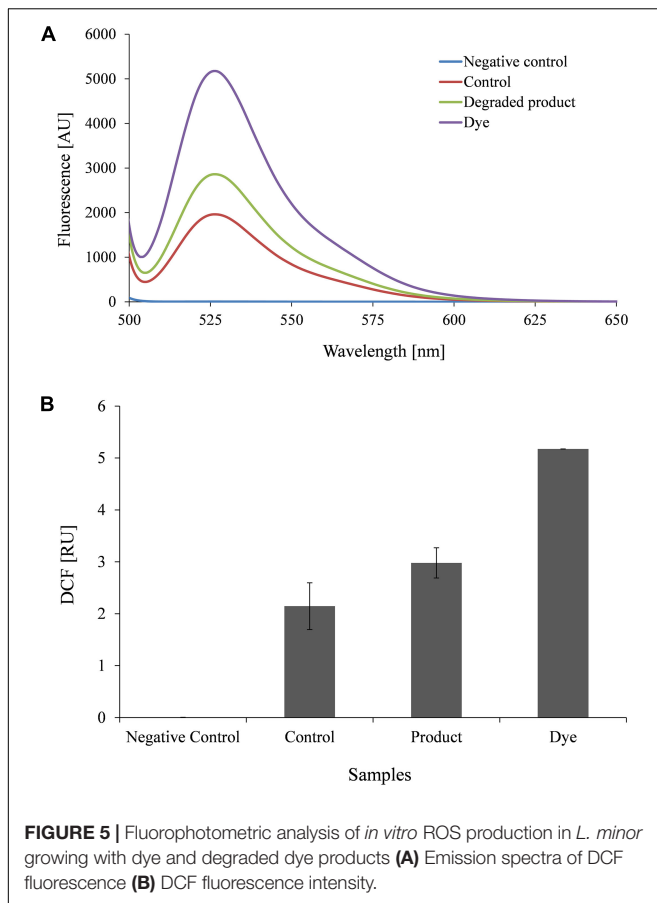 A
6000
5000
4000
3000
2000
1000
0
Fluorescence [AU]
Negative control
Control
Degraded product
Dye
500 525 550 575 600 625 650
Wavelength [nm]
B
6
5
4
3
2
1
0
DCF [RU]
Negative Control Control Product Dye
Samples
FIGURE 5 | Fluorophotometric analysis of in vitro ROS production in L. minor
growing with dye and degraded dye products (A) Emission spectra of DCF
fluorescence (B) DCF fluorescence intensity.